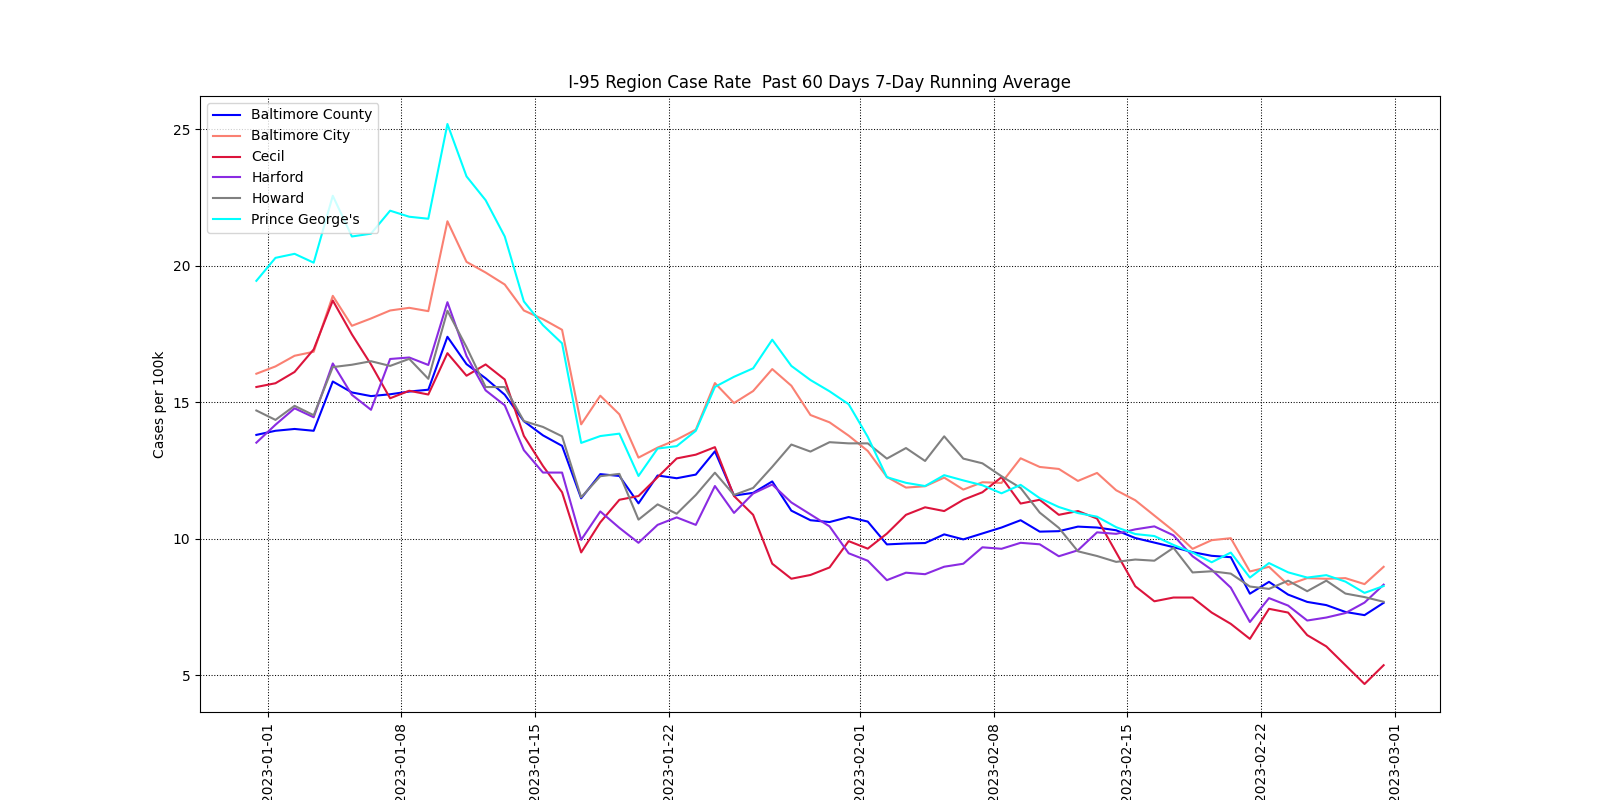 I-95 Region Case Rate  Past 60 Days 7-Day Running Average
Baltimore County
Baltimore City
Cecil
Harford
Howard
Prince George's
25
20
15
10
5
Cases per 100k
2023-01-01
2023-01-08
2023-01-15
2023-01-22
2023-02-01
2023-02-08
2023-02-15
2023-02-22
2023-03-01